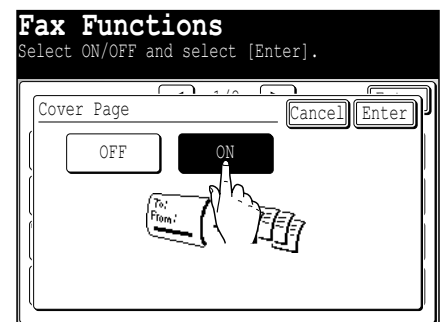 Fax Functions
Select ON/OFF and select [Enter].
Cover Page
Cancel Enter
OFF ON
To:
From: